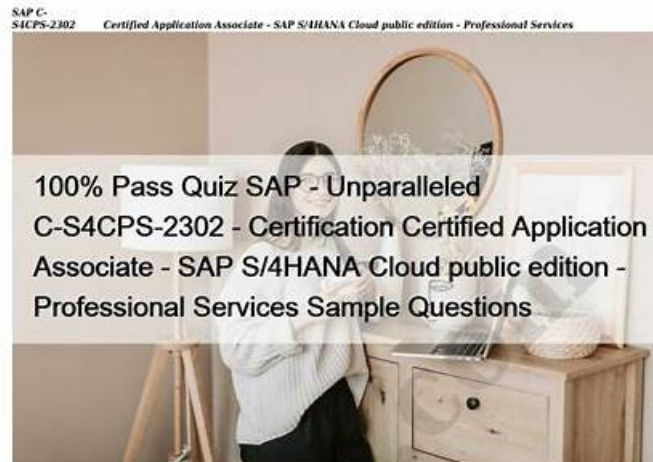 SAP C-
S4CPS-2302 Certified Application Associate - SAP S/4HANA Cloud public edition - Professional Services
100% Pass Quiz SAP - Unparalleled
C-S4CPS-2302 - Certification Certified Application
Associate - SAP S/4HANA Cloud public edition -
Professional Services Sample Questions